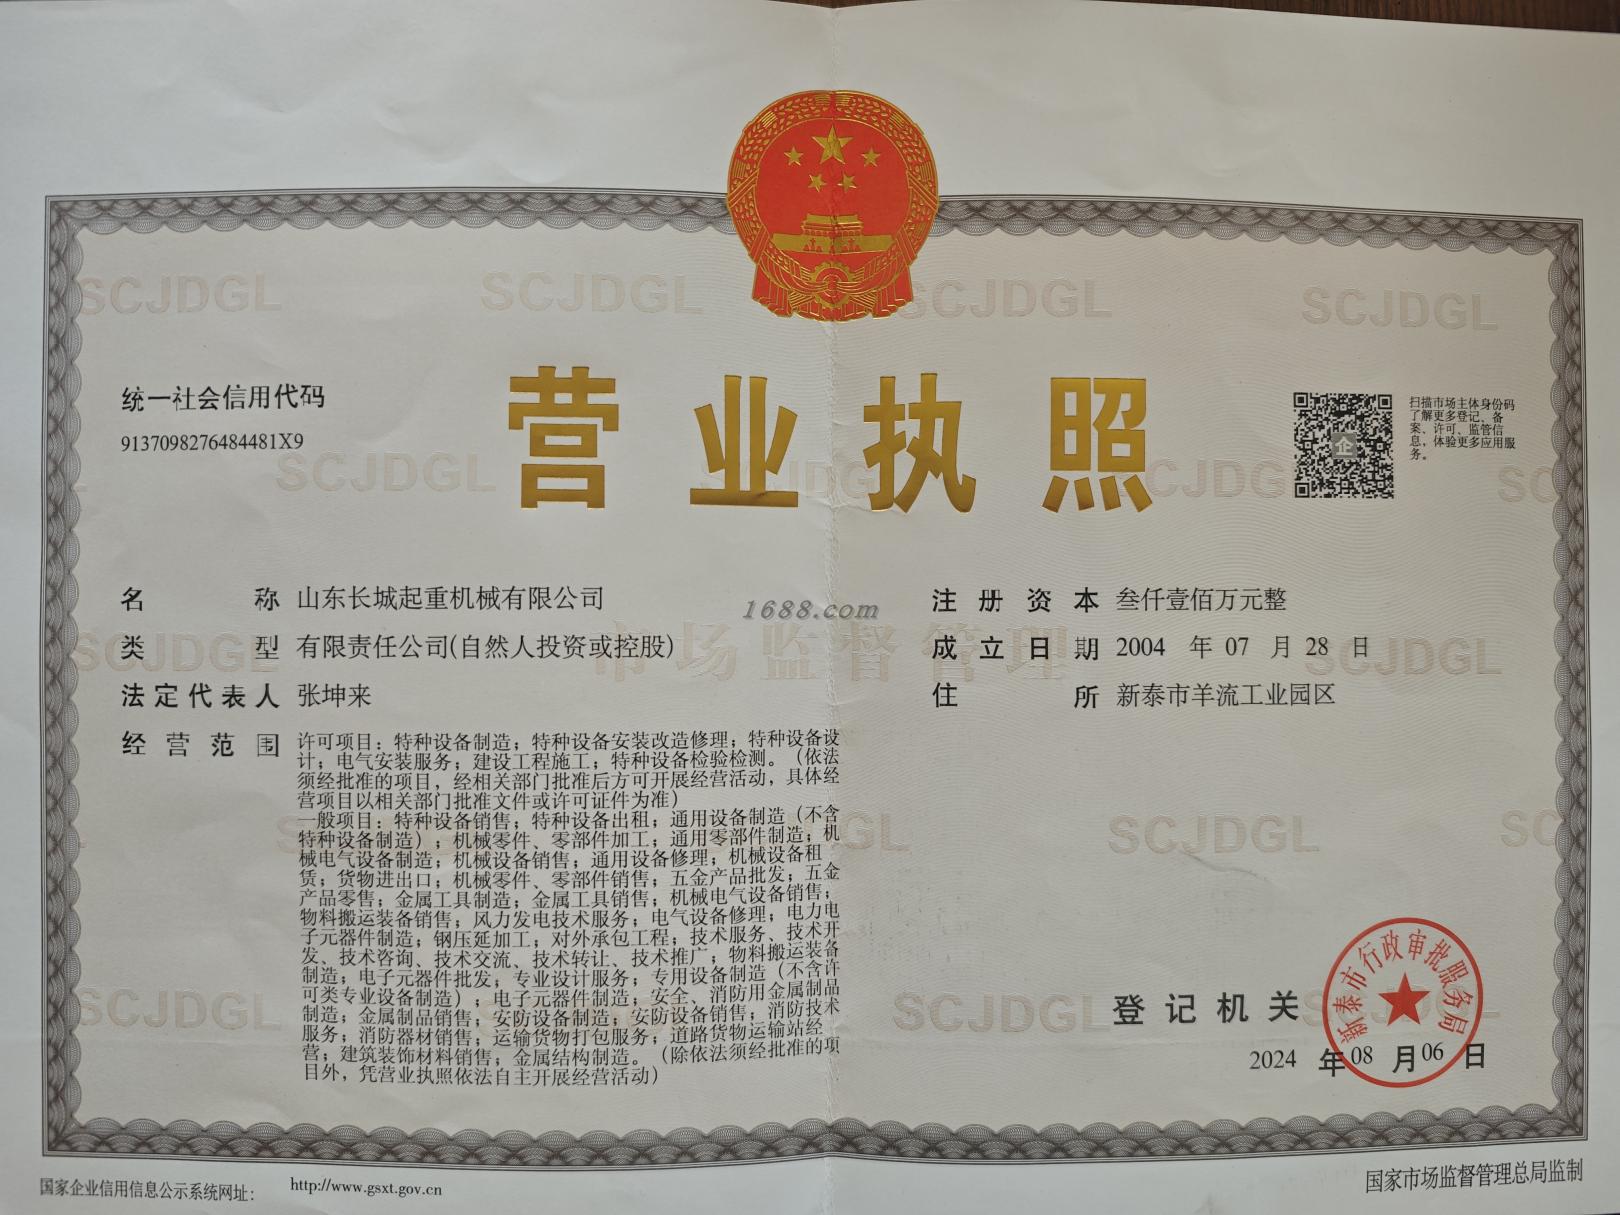 营业执照
统一社会信用代码
9137098276484481X9
扫描市场主体身份码
了解更多登记、备
案、许可、监管信
息，体验更多应用服
务。
名称 山东长城起重机械有限公司
类型 有限责任公司(自然人投资或控股)
法定代表人 张坤来
经营范围 许可项目：特种设备制造；特种设备安装改造修理；特种设备设
计；电气安装服务；建设工程施工；特种设备检验检测。（依法
须经批准的项目，经相关部门批准后方可开展经营活动，具体经
营项目以相关部门批准文件或许可证件为准）
一般项目：特种设备销售；特种设备出租；通用设备制造（不含
特种设备制造）；机械零件、零部件加工；通用零部件制造；机
械电气设备制造；机械设备销售；通用设备修理；机械设备租
赁；货物进出口；机械零件、零部件销售；五金产品批发；五金
产品零售；金属工具制造；金属工具销售；机械电气设备销售；
物料搬运装备销售；风力发电技术服务；电气设备修理；电力电
子元器件制造；钢压延加工；对外承包工程；技术服务、技术开
发、技术咨询、技术交流、技术转让、技术推广；物料搬运装备
制造；电子元器件批发；专业设计服务；专用设备制造（不含许
可类专业设备制造）；电子元器件制造；安全、消防用金属制品
制造；金属制品销售；安防设备制造；安防设备销售；消防技术
服务；消防器材销售；运输货物打包服务；道路货物运输站经
营；建筑装饰材料销售；金属结构制造。（除依法须经批准的项
目外，凭营业执照依法自主开展经营活动）
注册资本 叁仟壹佰万元整
成立日期 2004 年 07 月 28 日
住所 新泰市羊流工业园区
1688.com
市场监督管理
SCJDGL SCJDGL SCJDGL SCJDGL
登记机关
新泰市行政审批服务局
2024 年 08 月 06 日
国家企业信用信息公示系统网址： http://www.gsxt.gov.cn
国家市场监督管理总局监制